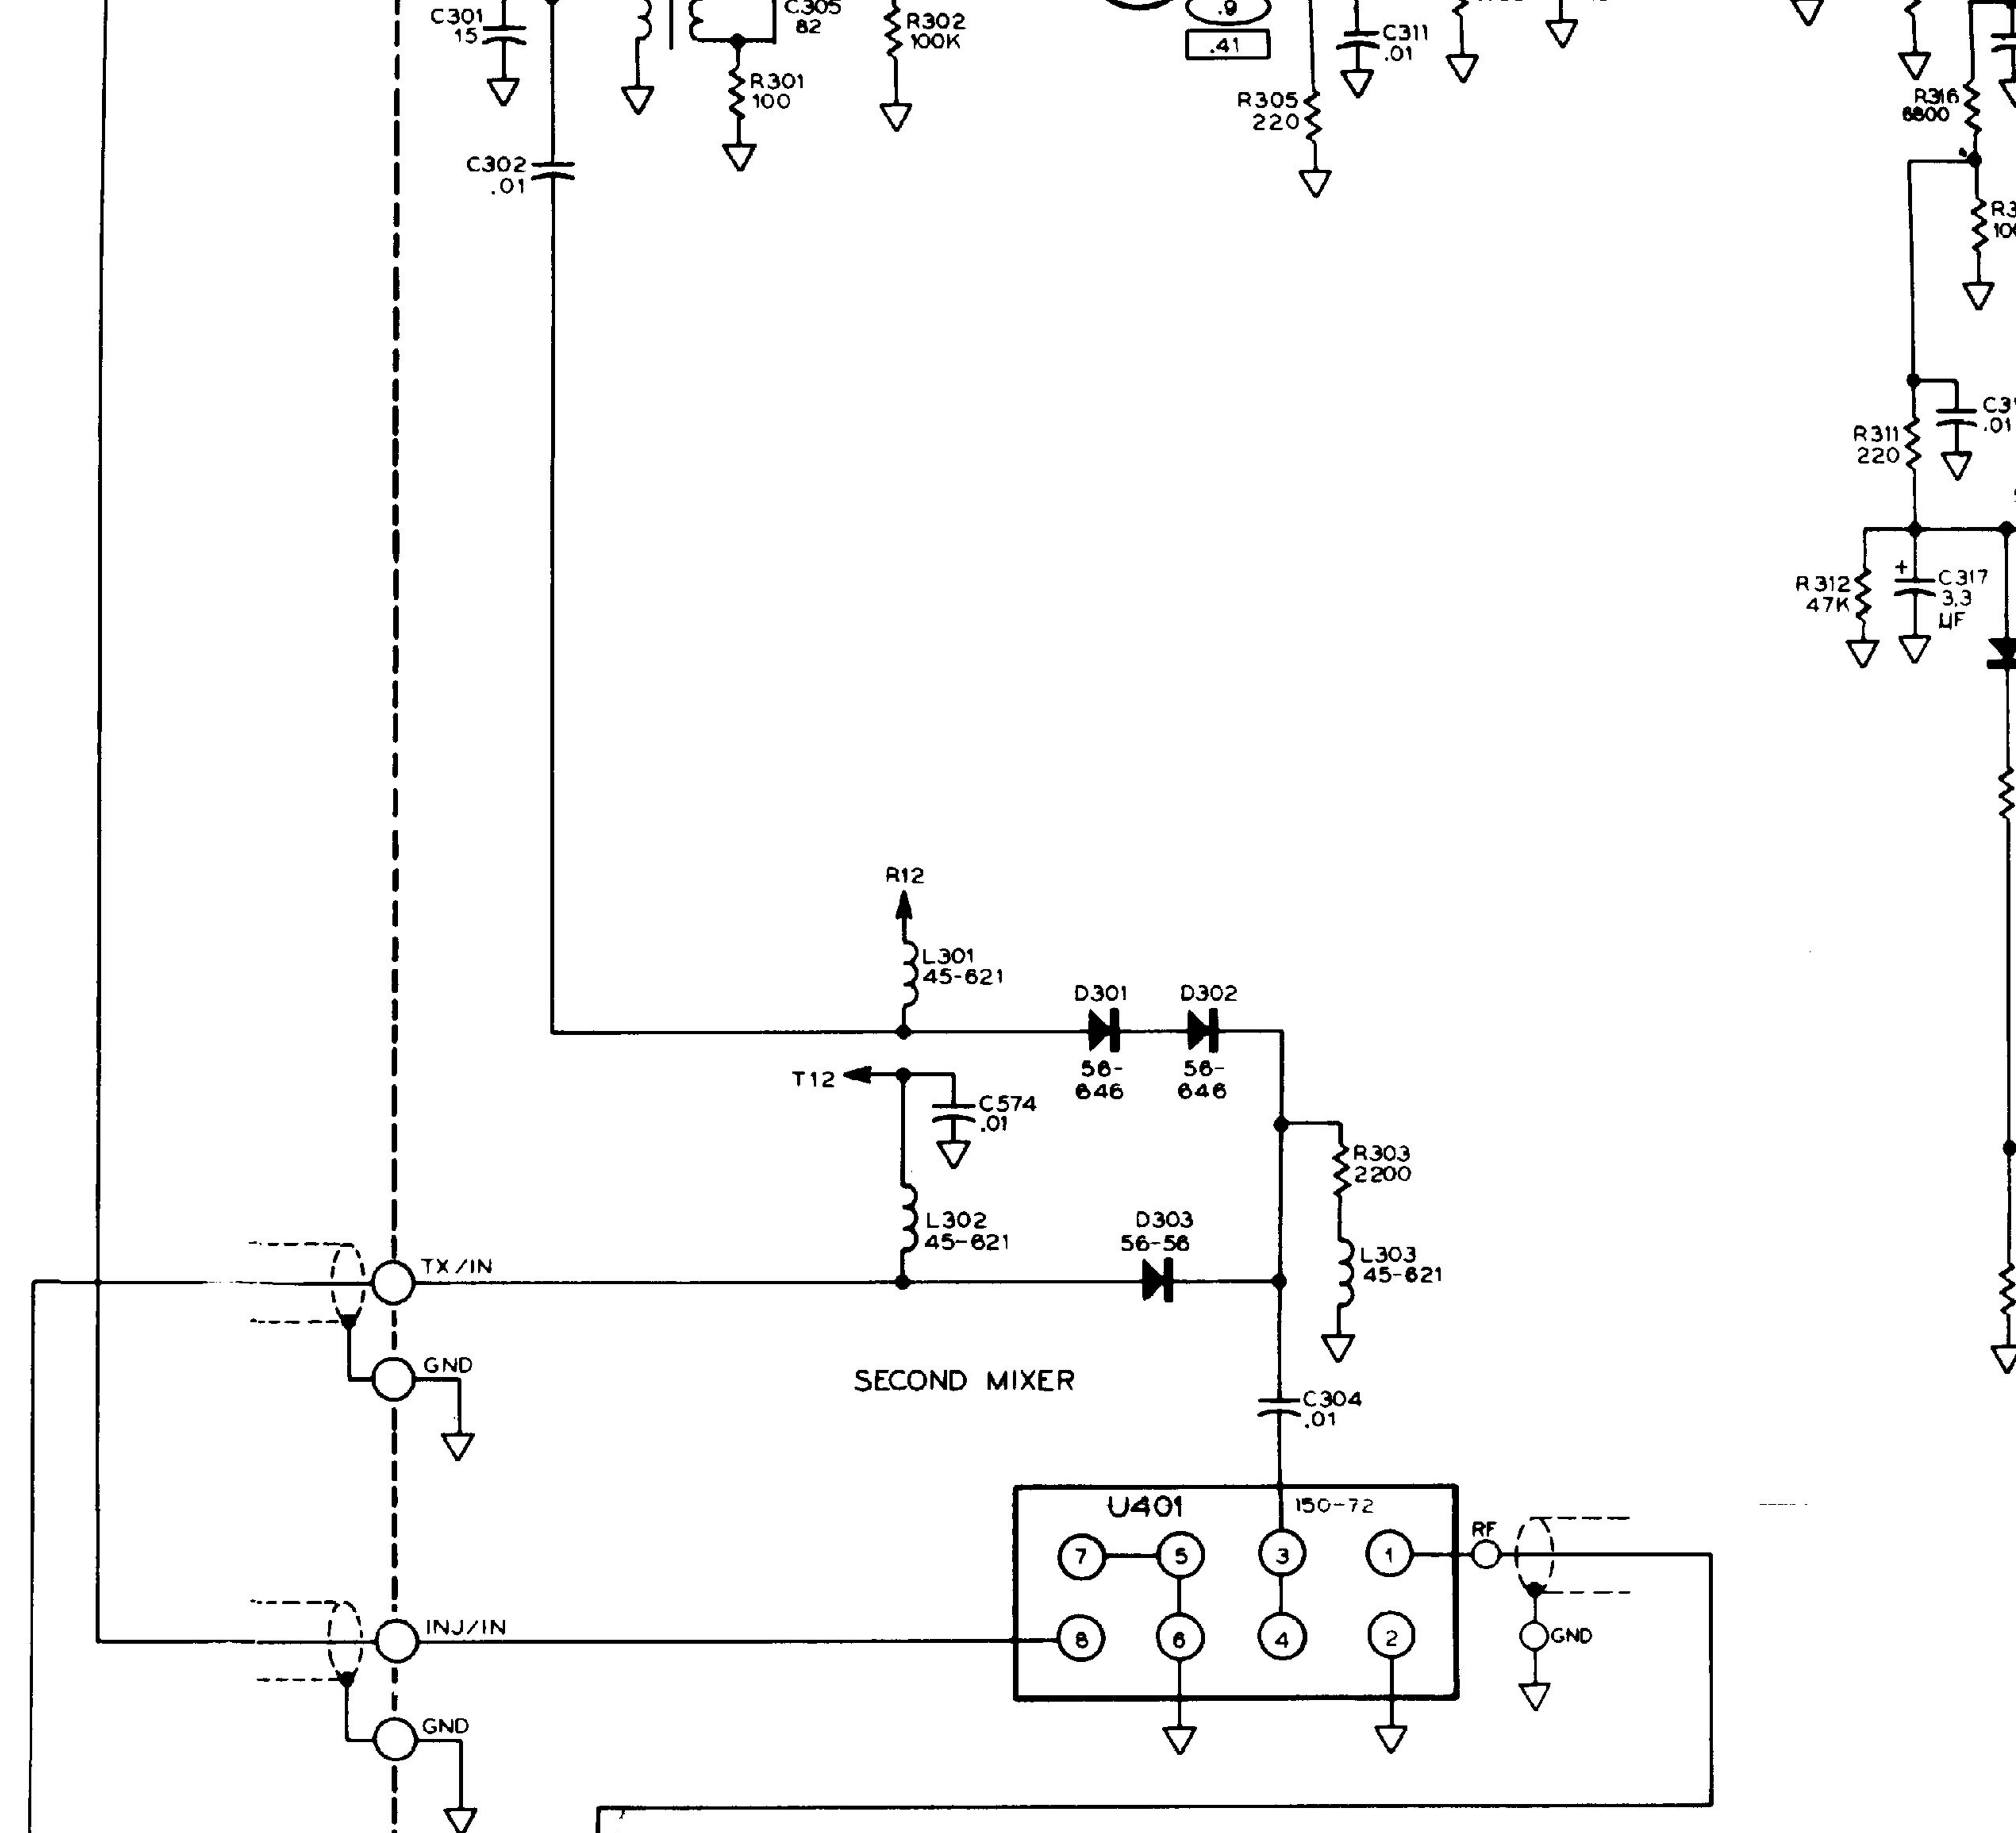 C301
15
C305
82
R302
100K
R301
100
.9
.41
C311
.01
R305
220
R316
6800
C302
.01
R311
220
.01
R312
47K
+
C317
3.3
µF
R12
L301
45-621
D301
D302
56-
646
56-
646
T12
C574
.01
R303
2200
L302
45-621
D303
56-56
L303
45-621
TX/IN
GND
SECOND MIXER
C304
.01
U401
150-72
7
5
3
1
RF
8
6
4
2
GND
INJ/IN
GND